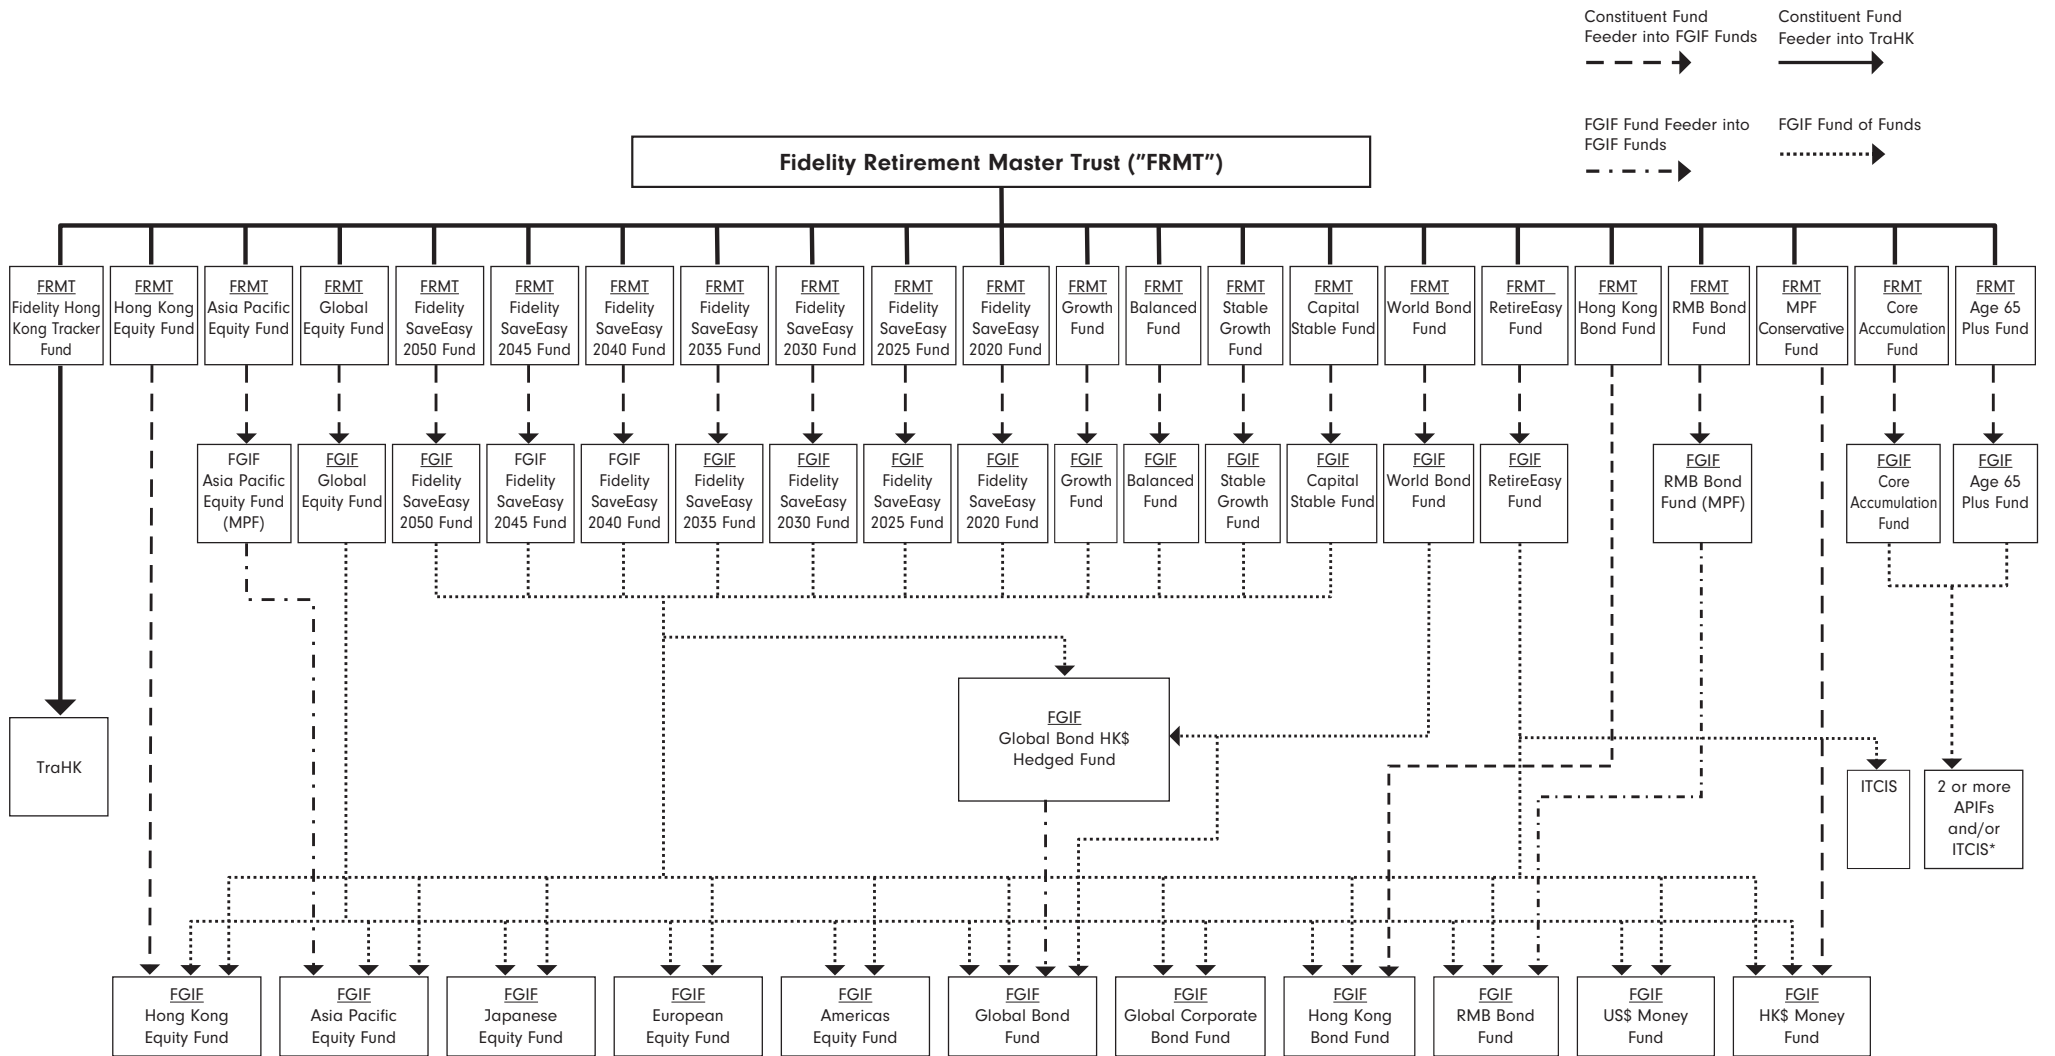 Constituent Fund
Feeder into FGIF Funds
Constituent Fund
Feeder into TraHK
FGIF Fund Feeder into
FGIF Funds
FGIF Fund of Funds
Fidelity Retirement Master Trust ("FRMT")
FRMT
Fidelity Hong
Kong Tracker
Fund
FRMT
Hong Kong
Equity Fund
FRMT
Asia Pacific
Equity Fund
FRMT
Global
Equity Fund
FRMT
Fidelity
SaveEasy
2050 Fund
FRMT
Fidelity
SaveEasy
2045 Fund
FRMT
Fidelity
SaveEasy
2040 Fund
FRMT
Fidelity
SaveEasy
2035 Fund
FRMT
Fidelity
SaveEasy
2030 Fund
FRMT
Fidelity
SaveEasy
2025 Fund
FRMT
Fidelity
SaveEasy
2020 Fund
FRMT
Growth
Fund
FRMT
Balanced
Fund
FRMT
Stable
Growth
Fund
FRMT
Capital
Stable Fund
FRMT
World Bond
Fund
FRMT
RetireEasy
Fund
FRMT
Hong Kong
Bond Fund
FRMT
RMB Bond
Fund
FRMT
MPF
Conservative
Fund
FRMT
Core
Accumulation
Fund
FRMT
Age 65
Plus Fund
FGIF
Asia Pacific
Equity Fund
(MPF)
FGIF
Global
Equity Fund
FGIF
Fidelity
SaveEasy
2050 Fund
FGIF
Fidelity
SaveEasy
2045 Fund
FGIF
Fidelity
SaveEasy
2040 Fund
FGIF
Fidelity
SaveEasy
2035 Fund
FGIF
Fidelity
SaveEasy
2030 Fund
FGIF
Fidelity
SaveEasy
2025 Fund
FGIF
Fidelity
SaveEasy
2020 Fund
FGIF
Growth
Fund
FGIF
Balanced
Fund
FGIF
Stable
Growth
Fund
FGIF
Capital
Stable Fund
FGIF
World Bond
Fund
FGIF
RetireEasy
Fund
FGIF
RMB Bond
Fund (MPF)
FGIF
Core
Accumulation
Fund
FGIF
Age 65
Plus Fund
TraHK
FGIF
Global Bond HK$
Hedged Fund
ITCIS
2 or more
APIFs
and/or
ITCIS*
FGIF
Hong Kong
Equity Fund
FGIF
Asia Pacific
Equity Fund
FGIF
Japanese
Equity Fund
FGIF
European
Equity Fund
FGIF
Americas
Equity Fund
FGIF
Global Bond
Fund
FGIF
Global Corporate
Bond Fund
FGIF
Hong Kong
Bond Fund
FGIF
RMB Bond
Fund
FGIF
US$ Money
Fund
FGIF
HK$ Money
Fund